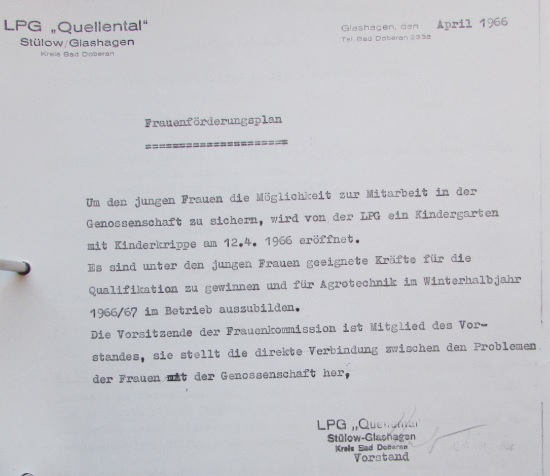 LPG „Quellental"
Stülow/Glashagen
Kreis Bad Doberan
Glashagen, den April 1966
Tel. Bad Doberan 2338
Frauenförderungsplan
=====================
Um den jungen Frauen die Möglichkeit zur Mitarbeit in der
Genossenschaft zu sichern, wird von der LPG ein Kindergarten
mit Kinderkrippe am 12.4. 1966 eröffnet.
Es sind unter den jungen Frauen geeignete Kräfte für die
Qualifikation zu gewinnen und für Agrotechnik im Winterhalbjahr
1966/67 im Betrieb auszubilden.
Die Vorsitzende der Frauenkommission ist Mitglied des Vor-
standes, sie stellt die direkte Verbindung zwischen den Problemen
der Frauen mit der Genossenschaft her,
LPG „Quellental
Stülow-Glashagen
Kreis Bad Doberan
Vorstand